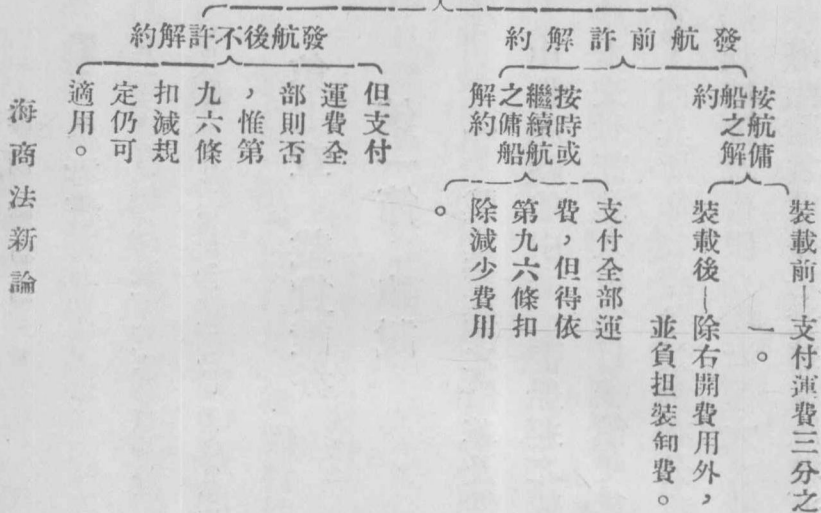 發航前許解約
按航傭
船之解
約
裝載前—支付運費三分之
一。
裝載後—除右開費用外，
並負担裝卸費。
按時或
繼續航
之傭船
解約
支付全部運
費，但得依
第九六條扣
除減少費用
。
發航後不許解約
但支付
運費全
部則否
，惟第
九六條
扣減規
定仍可
適用。
海商法新論